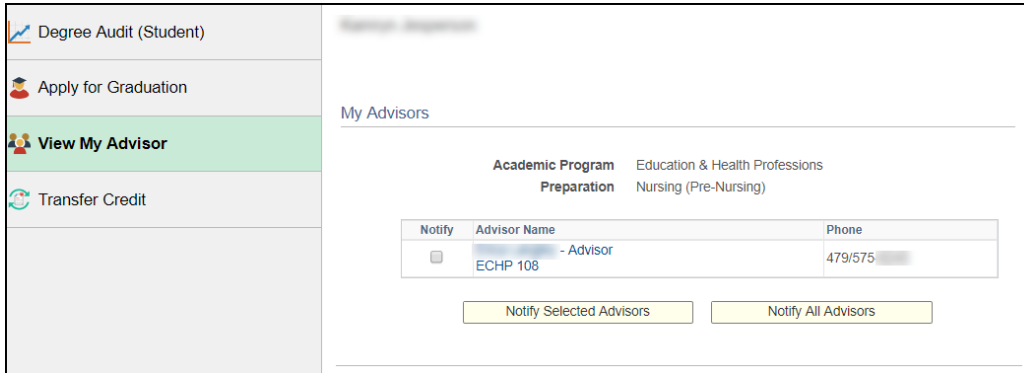 Degree Audit (Student)
Apply for Graduation
View My Advisor
Transfer Credit
My Advisors
Academic Program Education & Health Professions
Preparation Nursing (Pre-Nursing)
Notify Advisor Name Phone
- Advisor 479/575-
ECHP 108
Notify Selected Advisors Notify All Advisors